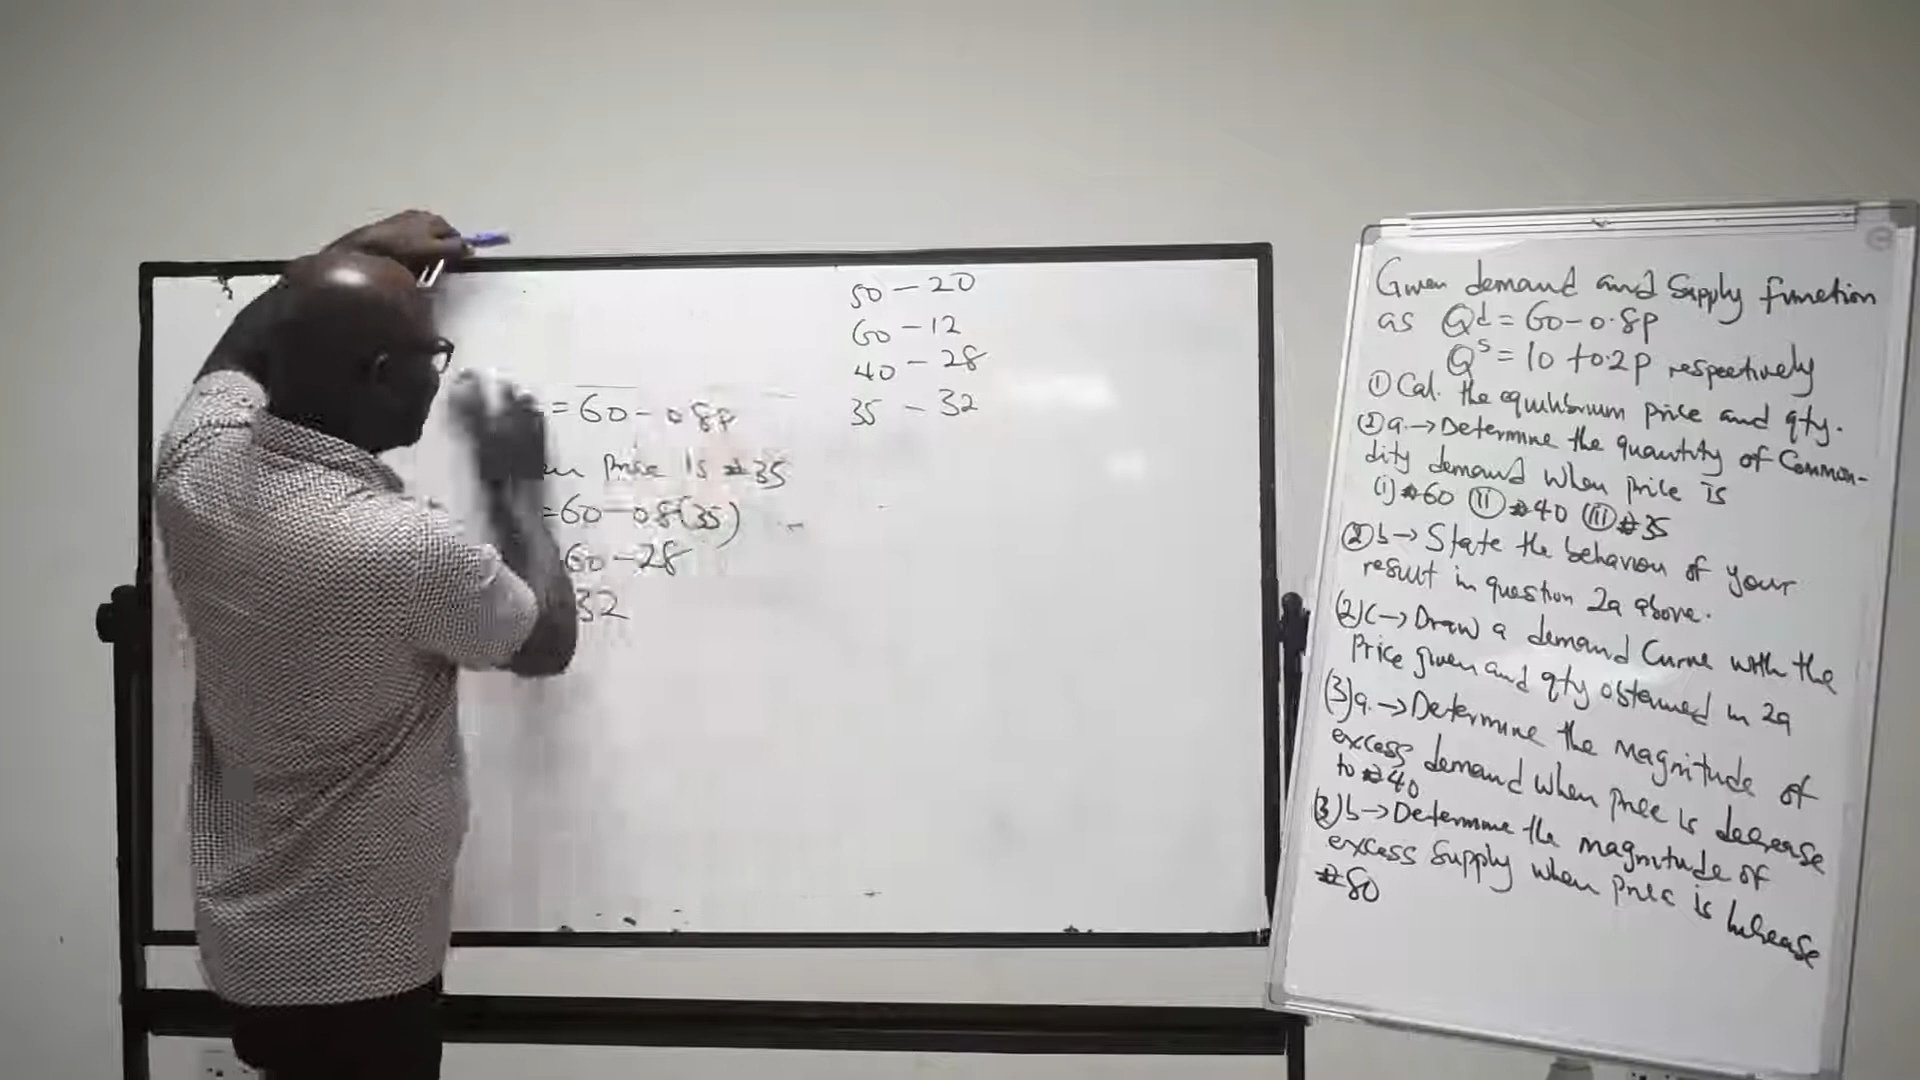 50 - 20
60 - 12
40 - 28
35 - 32
= 60 - 0.8P
Price is ₦35
= 60 - 0.8(35)
60 - 28
32
Given demand and Supply function
as Qd = 60 - 0.8P
Qs = 10 + 0.2P respectively
① Cal. the equilibrium price and qty.
② a. → Determine the quantity of Common-
dity demand when price is
(i) ₦60 (II) ₦40 (III) ₦35
② b → State the behaviou of your
result in question 2a above.
(2)c → Draw a demand Curve with the
Price given and qty obtained in 2a
(3)a. → Determine the magnitude of
excess demand when price is decrease
to ₦40
(3)b → Determine the magnitude of
excess Supply when price is increase
₦80